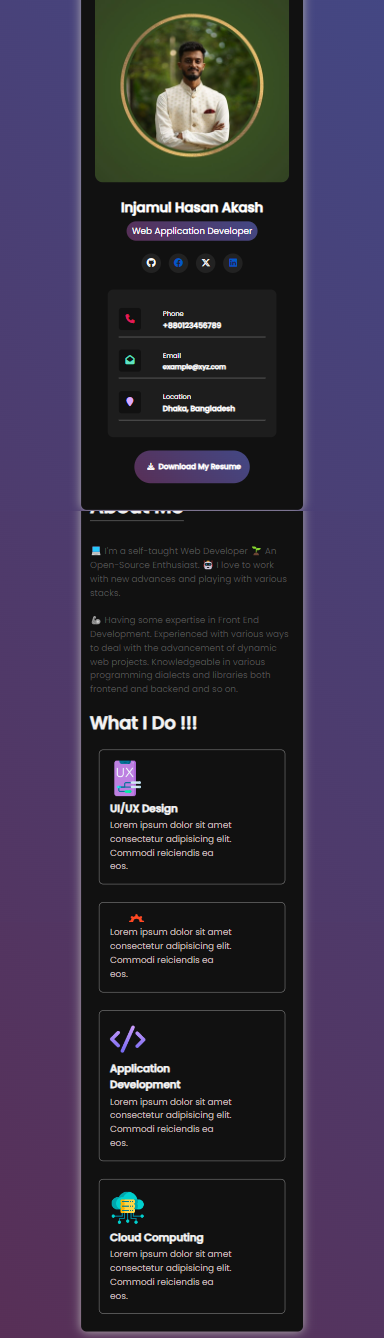 Injamul Hasan Akash
Web Application Developer
Phone
+880123456789
Email
example@xyz.com
Location
Dhaka, Bangladesh
Download My Resume
About Me
💻 I'm a self-taught Web Developer 🌱 An
Open-Source Enthusiast. I love to work
with new advances and playing with various
stacks.
🦾 Having some expertise in Front End
Development. Experienced with various ways
to deal with the advancement of dynamic
web projects. Knowledgeable in various
programming dialects and libraries both
frontend and backend and so on.
What I Do !!!
UX
UI/UX Design
Lorem ipsum dolor sit amet
consectetur adipisicing elit.
Commodi reiciendis ea
eos.
Lorem ipsum dolor sit amet
consectetur adipisicing elit.
Commodi reiciendis ea
eos.
Application
Development
Lorem ipsum dolor sit amet
consectetur adipisicing elit.
Commodi reiciendis ea
eos.
Cloud Computing
Lorem ipsum dolor sit amet
consectetur adipisicing elit.
Commodi reiciendis ea
eos.